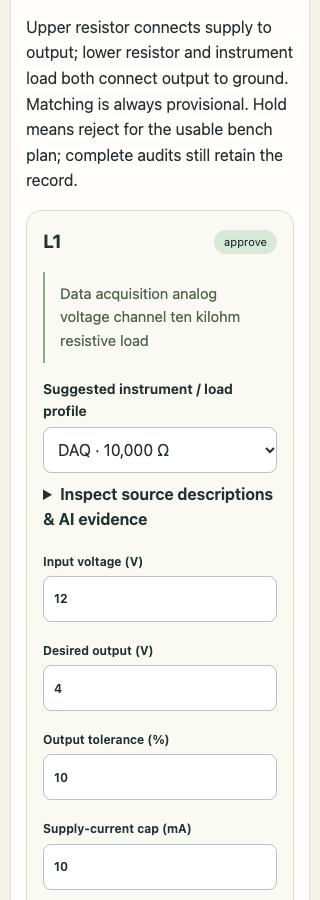 Upper resistor connects supply to
output; lower resistor and instrument
load both connect output to ground.
Matching is always provisional. Hold
means reject for the usable bench
plan; complete audits still retain the
record.
L1
approve
Data acquisition analog
voltage channel ten kilohm
resistive load
Suggested instrument / load
profile
DAQ · 10,000 Ω
Inspect source descriptions
& AI evidence
Input voltage (V)
12
Desired output (V)
4
Output tolerance (%)
10
Supply-current cap (mA)
10